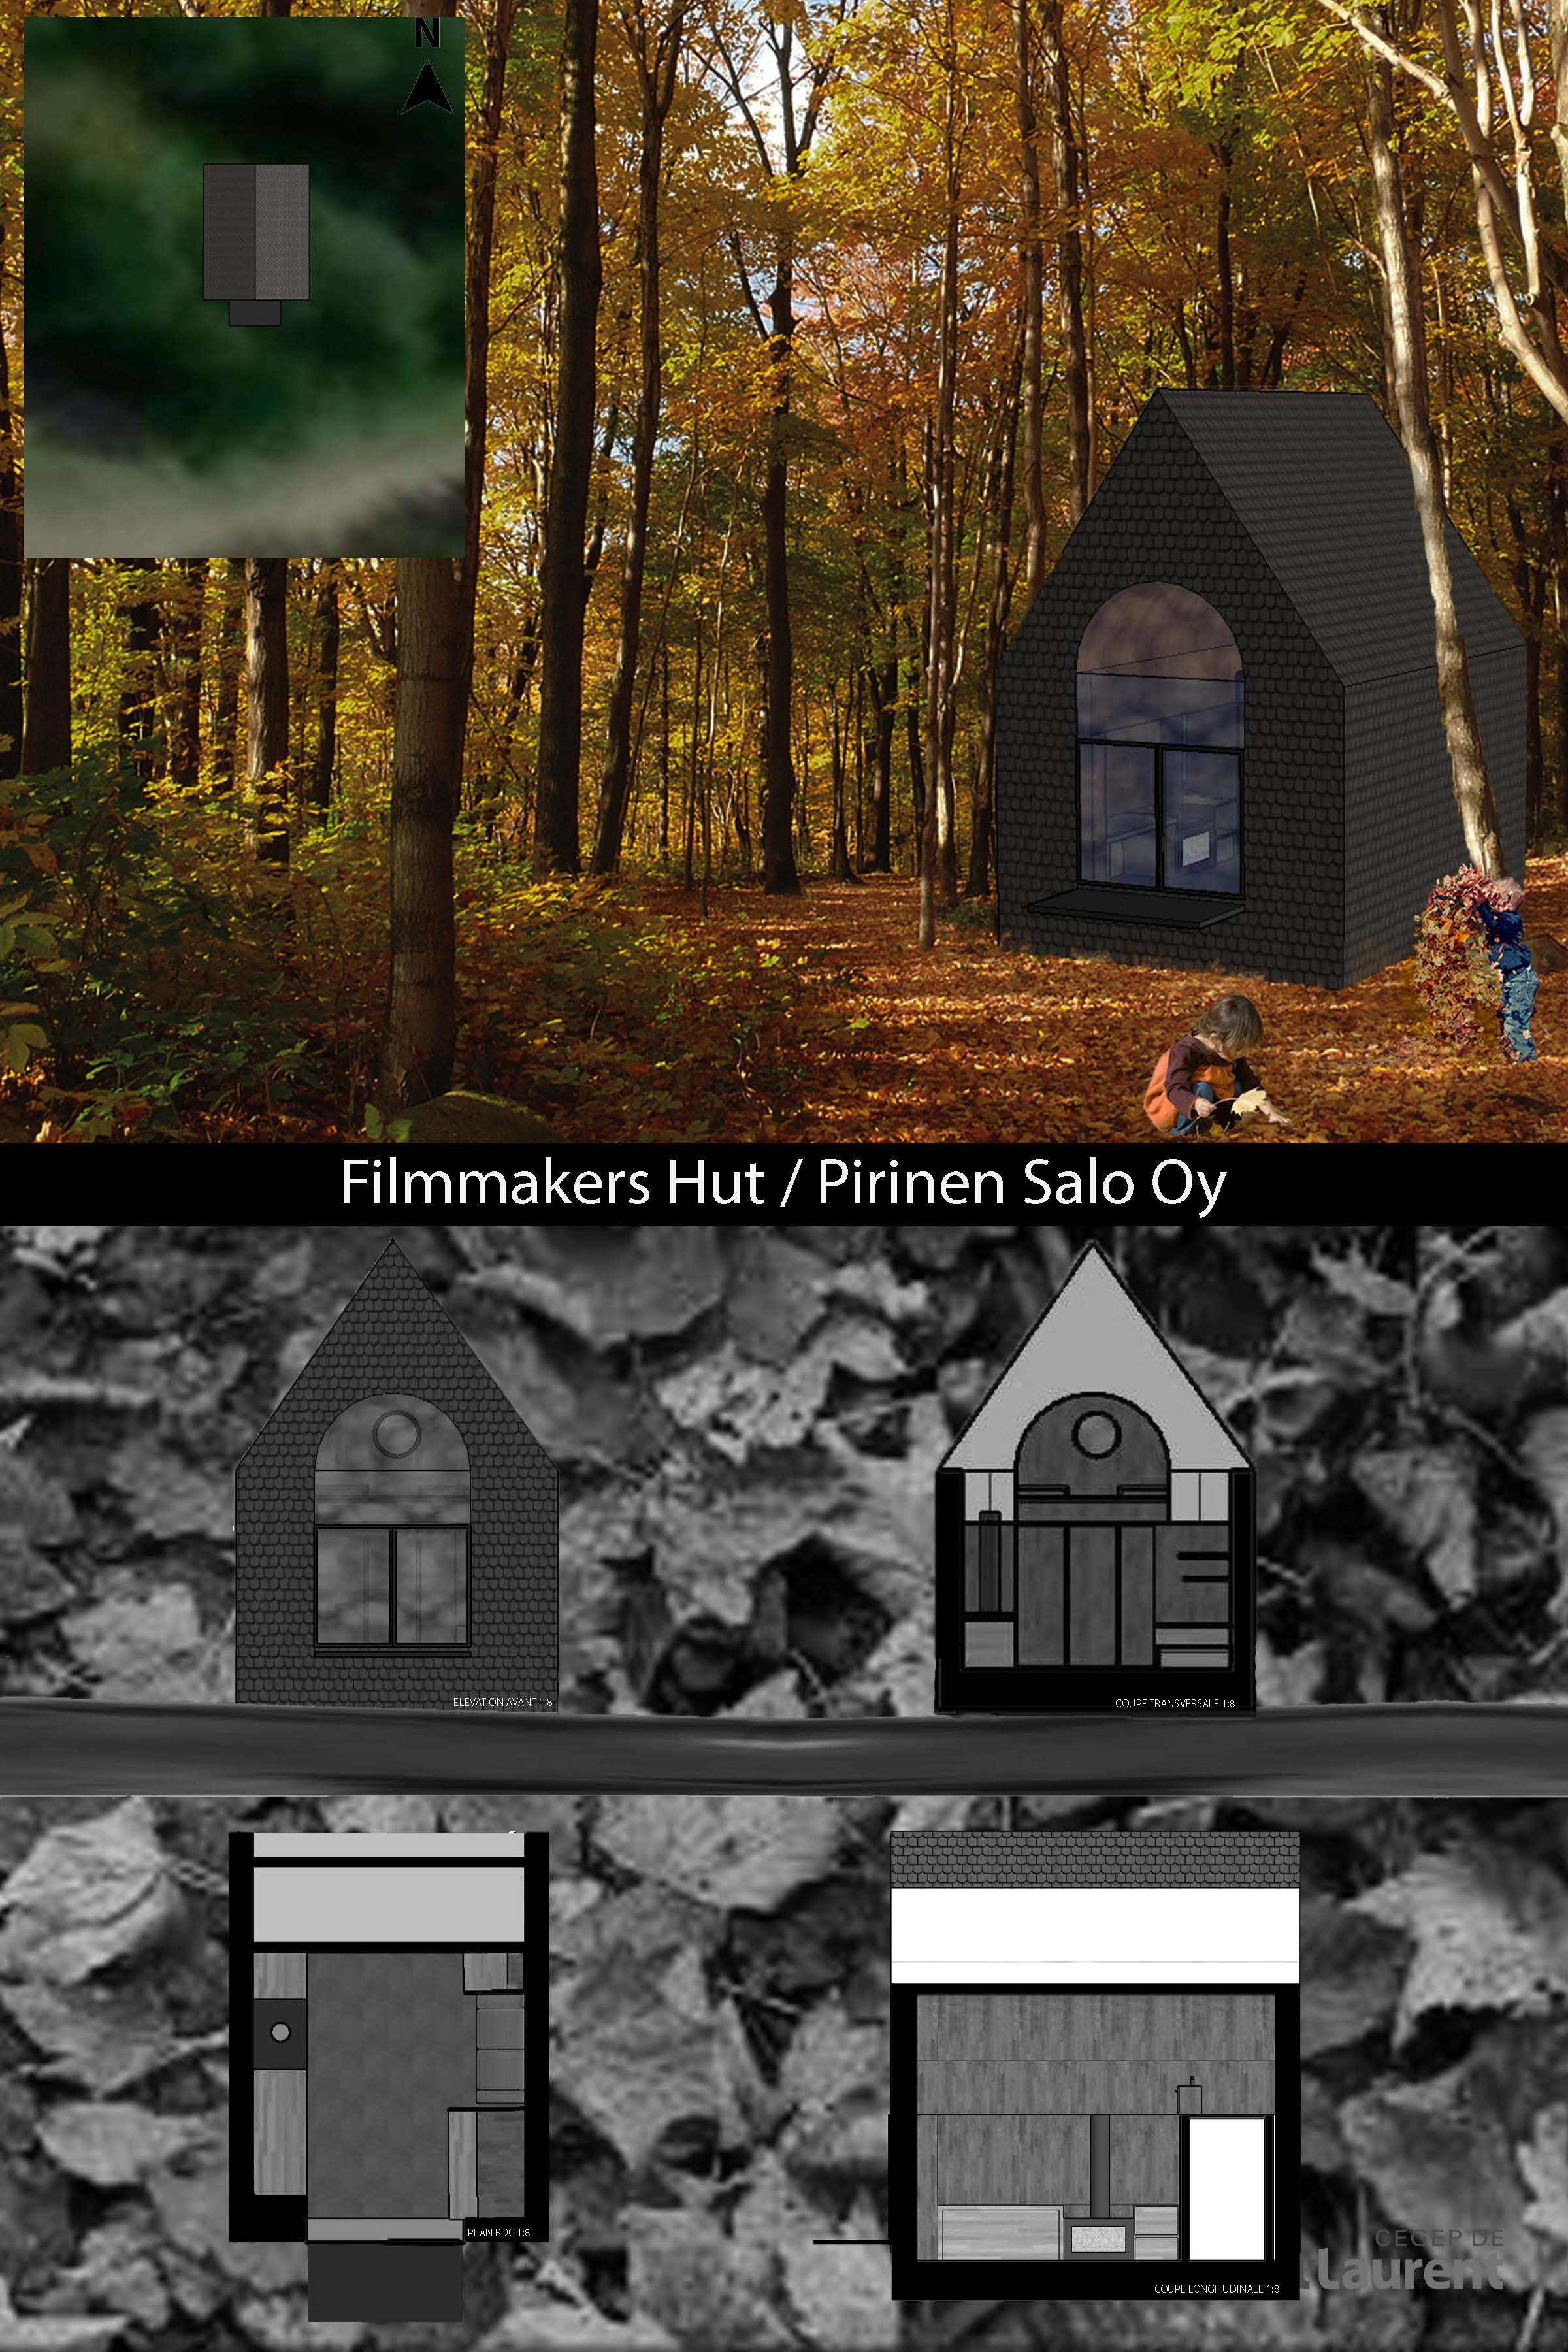 N
Filmmakers Hut / Pirinen Salo Oy
ELEVATION AVANT 1:8
COUPE TRANSVERSALE 1:8
PLAN RDC 1:8
COUPE LONGITUDINALE 1:8
CEGEP DE
Laurent